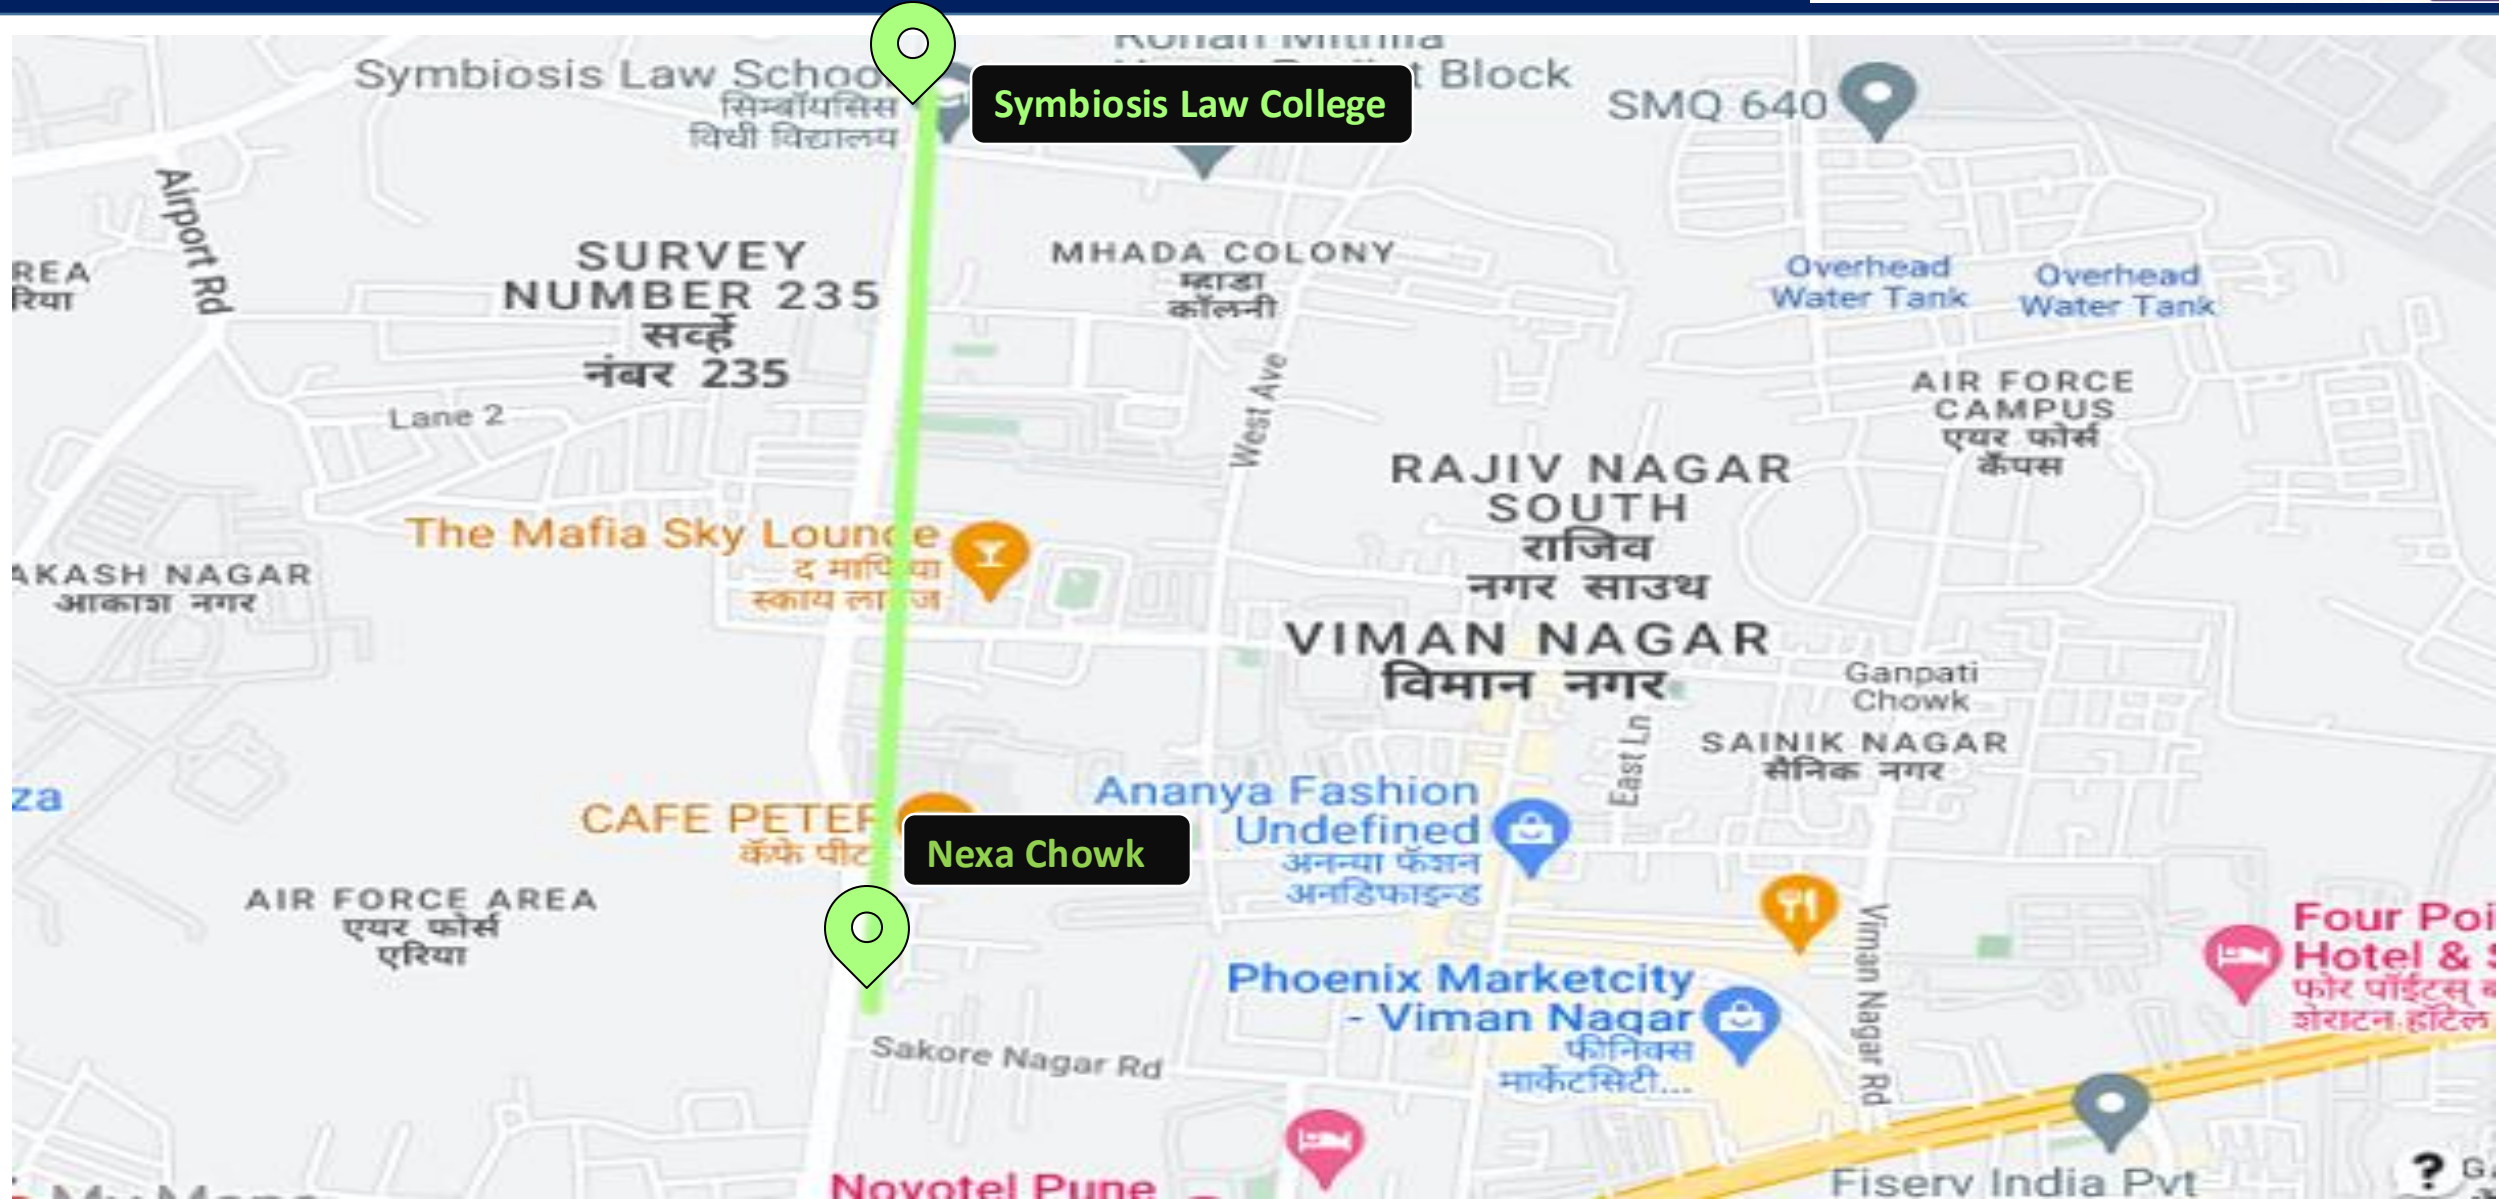 Symbiosis Law School
सिम्बॉयसिस
विधी विद्यालय
Symbiosis Law College
Block
SMQ 640
Airport Rd
REA
रिया
SURVEY
NUMBER 235
सर्व्हे
नंबर 235
MHADA COLONY
म्हाडा
कॉलनी
Overhead
Water Tank
Overhead
Water Tank
Lane 2
West Ave
AIR FORCE
CAMPUS
एयर फोर्स
कॅंपस
RAJIV NAGAR
SOUTH
राजिव
नगर साउथ
The Mafia Sky Lounge
AKASH NAGAR
आकाश नगर
VIMAN NAGAR
विमान नगर
Ganpati
Chowk
East Ln
SAINIK NAGAR
सैनिक नगर
za
CAFE PETER
कॅफे पीट
Nexa Chowk
Ananya Fashion
Undefined
अनन्या फॅशन
अनडिफाइन्ड
AIR FORCE AREA
एयर फोर्स
एरिया
Viman Nagar Rd
Four Poi
Hotel &
फोर पॉईंटस्
शेराटन हॉटेल
Phoenix Marketcity
- Viman Nagar
फीनिक्स
मार्केटसिटी...
Sakore Nagar Rd
Novotel Pune
Fiserv India Pvt
? G